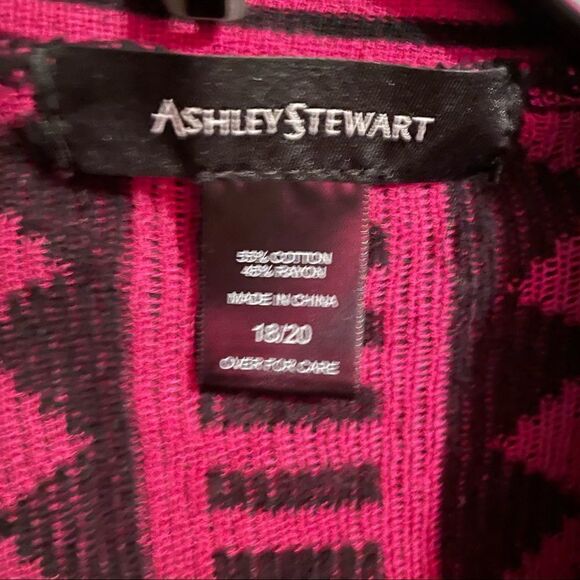 ASHLEY STEWART
55% COTTON
45% RAYON
MADE IN CHINA
18/20
OVER FOR CARE